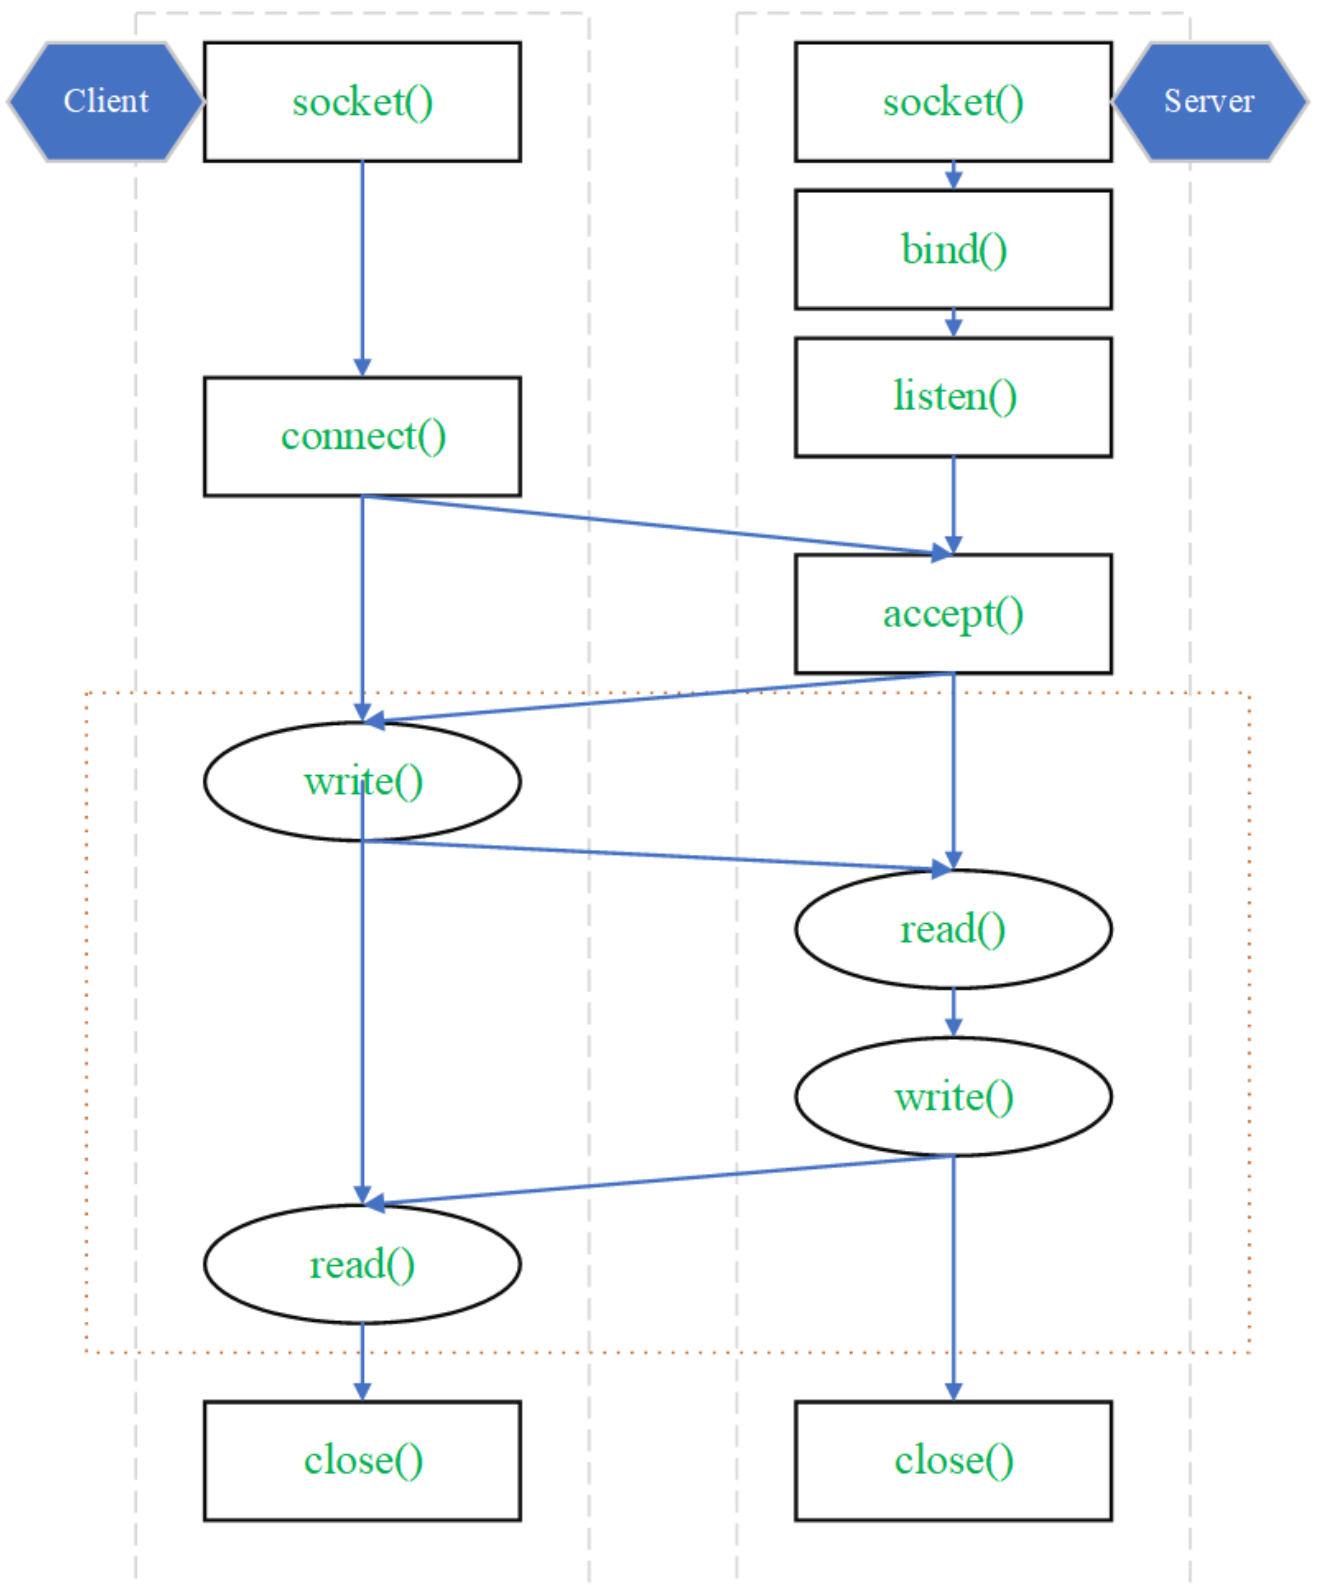 Client
socket()
socket()
Server
bind()
listen()
connect()
accept()
write()
read()
write()
read()
close()
close()